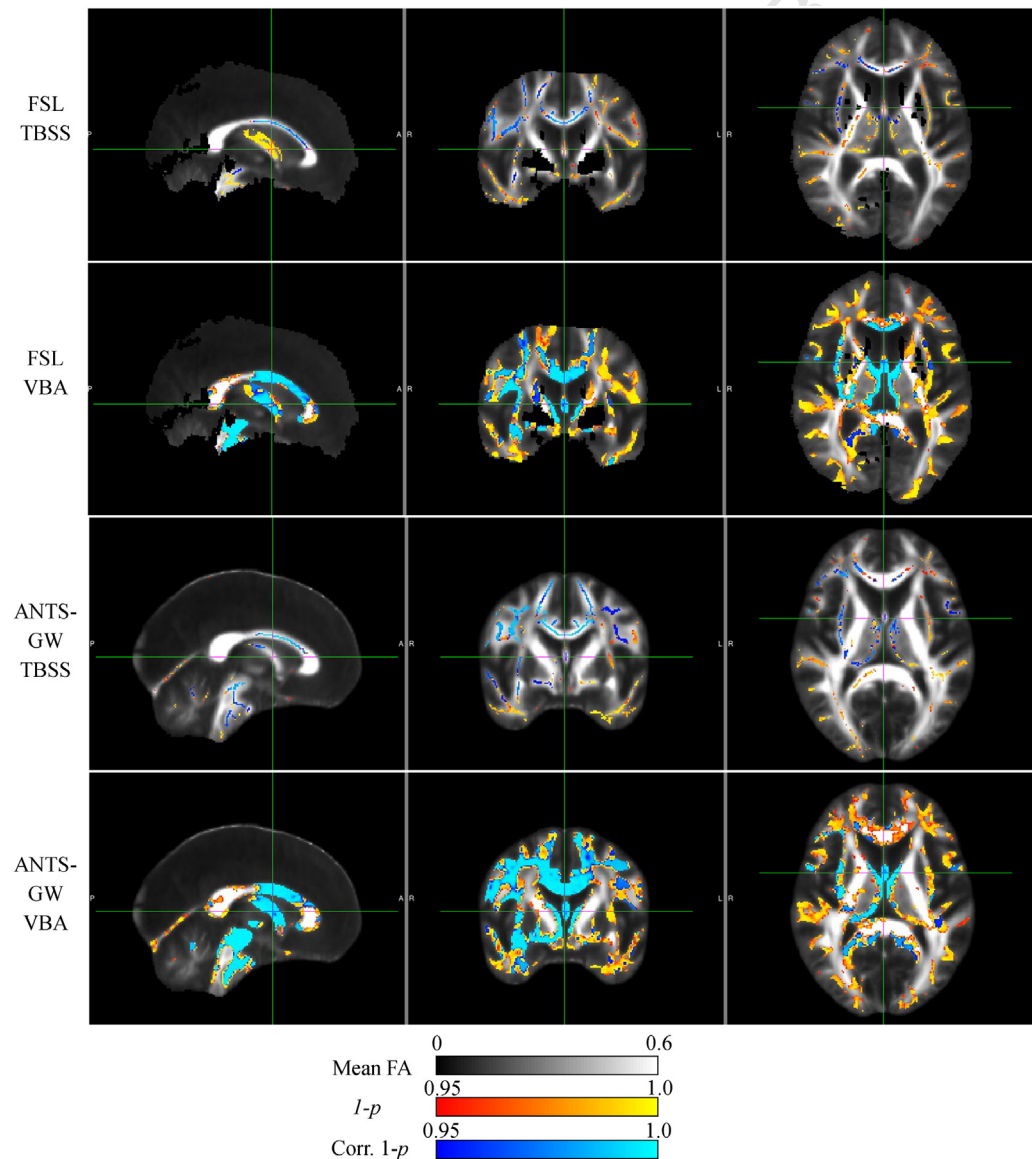 FSL
TBSS
P
A R
L R
FSL
VBA
P
A R
L R
ANTS-
GW
TBSS
P
A R
L R
ANTS-
GW
VBA
P
A R
L R
0 0.6
Mean FA
0.95 1.0
1-p
0.95 1.0
Corr. 1-p